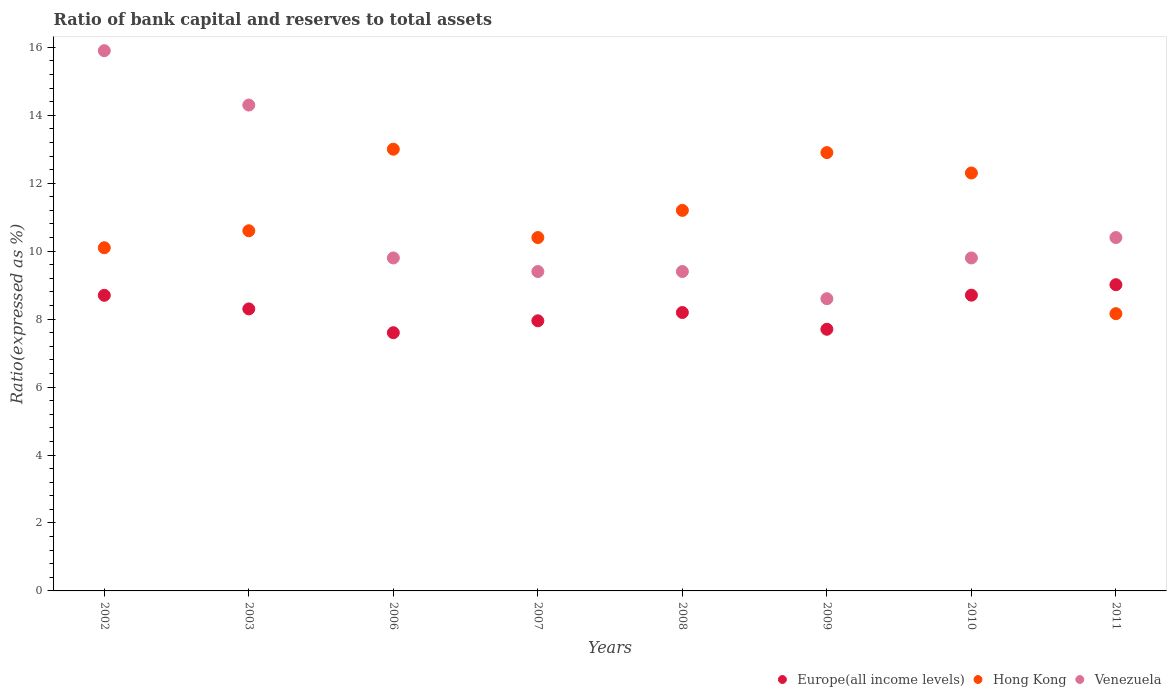 Ratio of bank capital and reserves to total assets
Ratio(expressed as %)
16
14
12
10
8
6
4
2
0
2002
2003
2006
2007
2008
2009
2010
2011
Years
Europe(all income levels)
Hong Kong
Venezuela